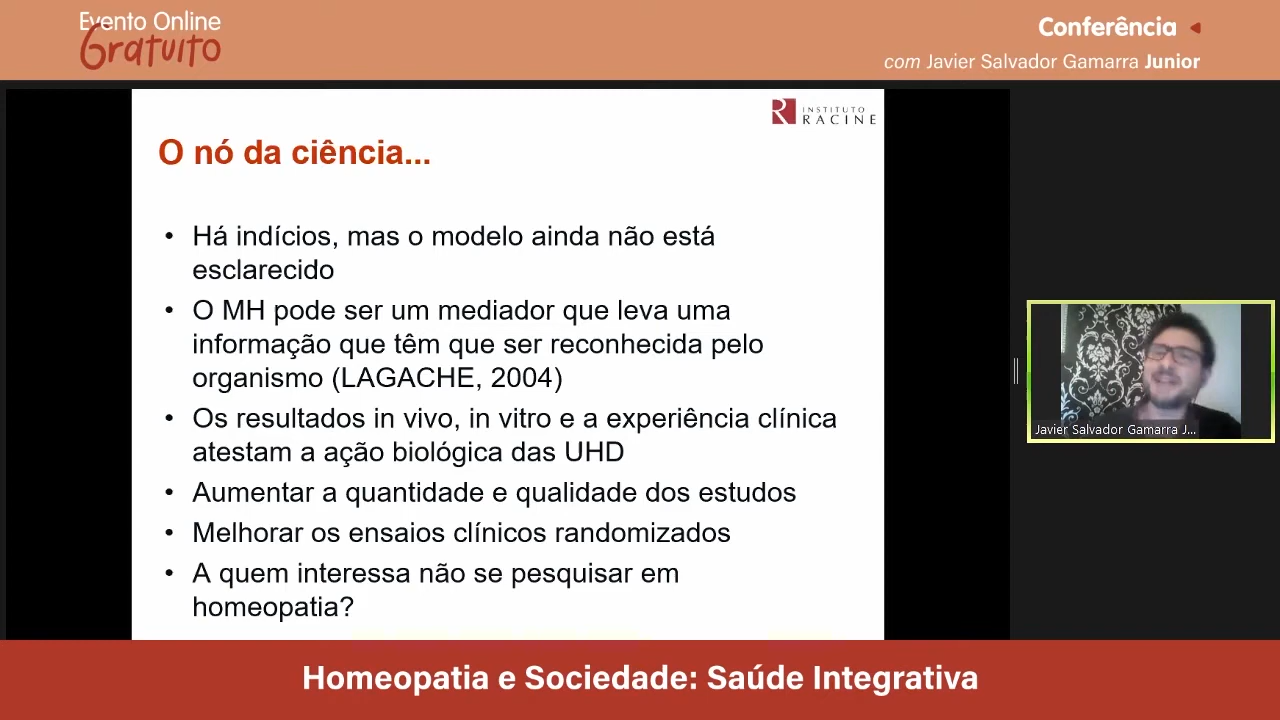 Evento Online
Gratuito
Conferência
com Javier Salvador Gamarra Junior
INSTITUTO
RACINE
O nó da ciência...
• Há indícios, mas o modelo ainda não está
esclarecido
• O MH pode ser um mediador que leva uma
informação que têm que ser reconhecida pelo
organismo (LAGACHE, 2004)
• Os resultados in vivo, in vitro e a experiência clínica
atestam a ação biológica das UHD
• Aumentar a quantidade e qualidade dos estudos
• Melhorar os ensaios clínicos randomizados
• A quem interessa não se pesquisar em
homeopatia?
Javier Salvador Gamarra J...
Homeopatia e Sociedade: Saúde Integrativa